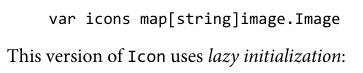 var icons map[string]image.Image
This version of Icon uses lazy initialization: